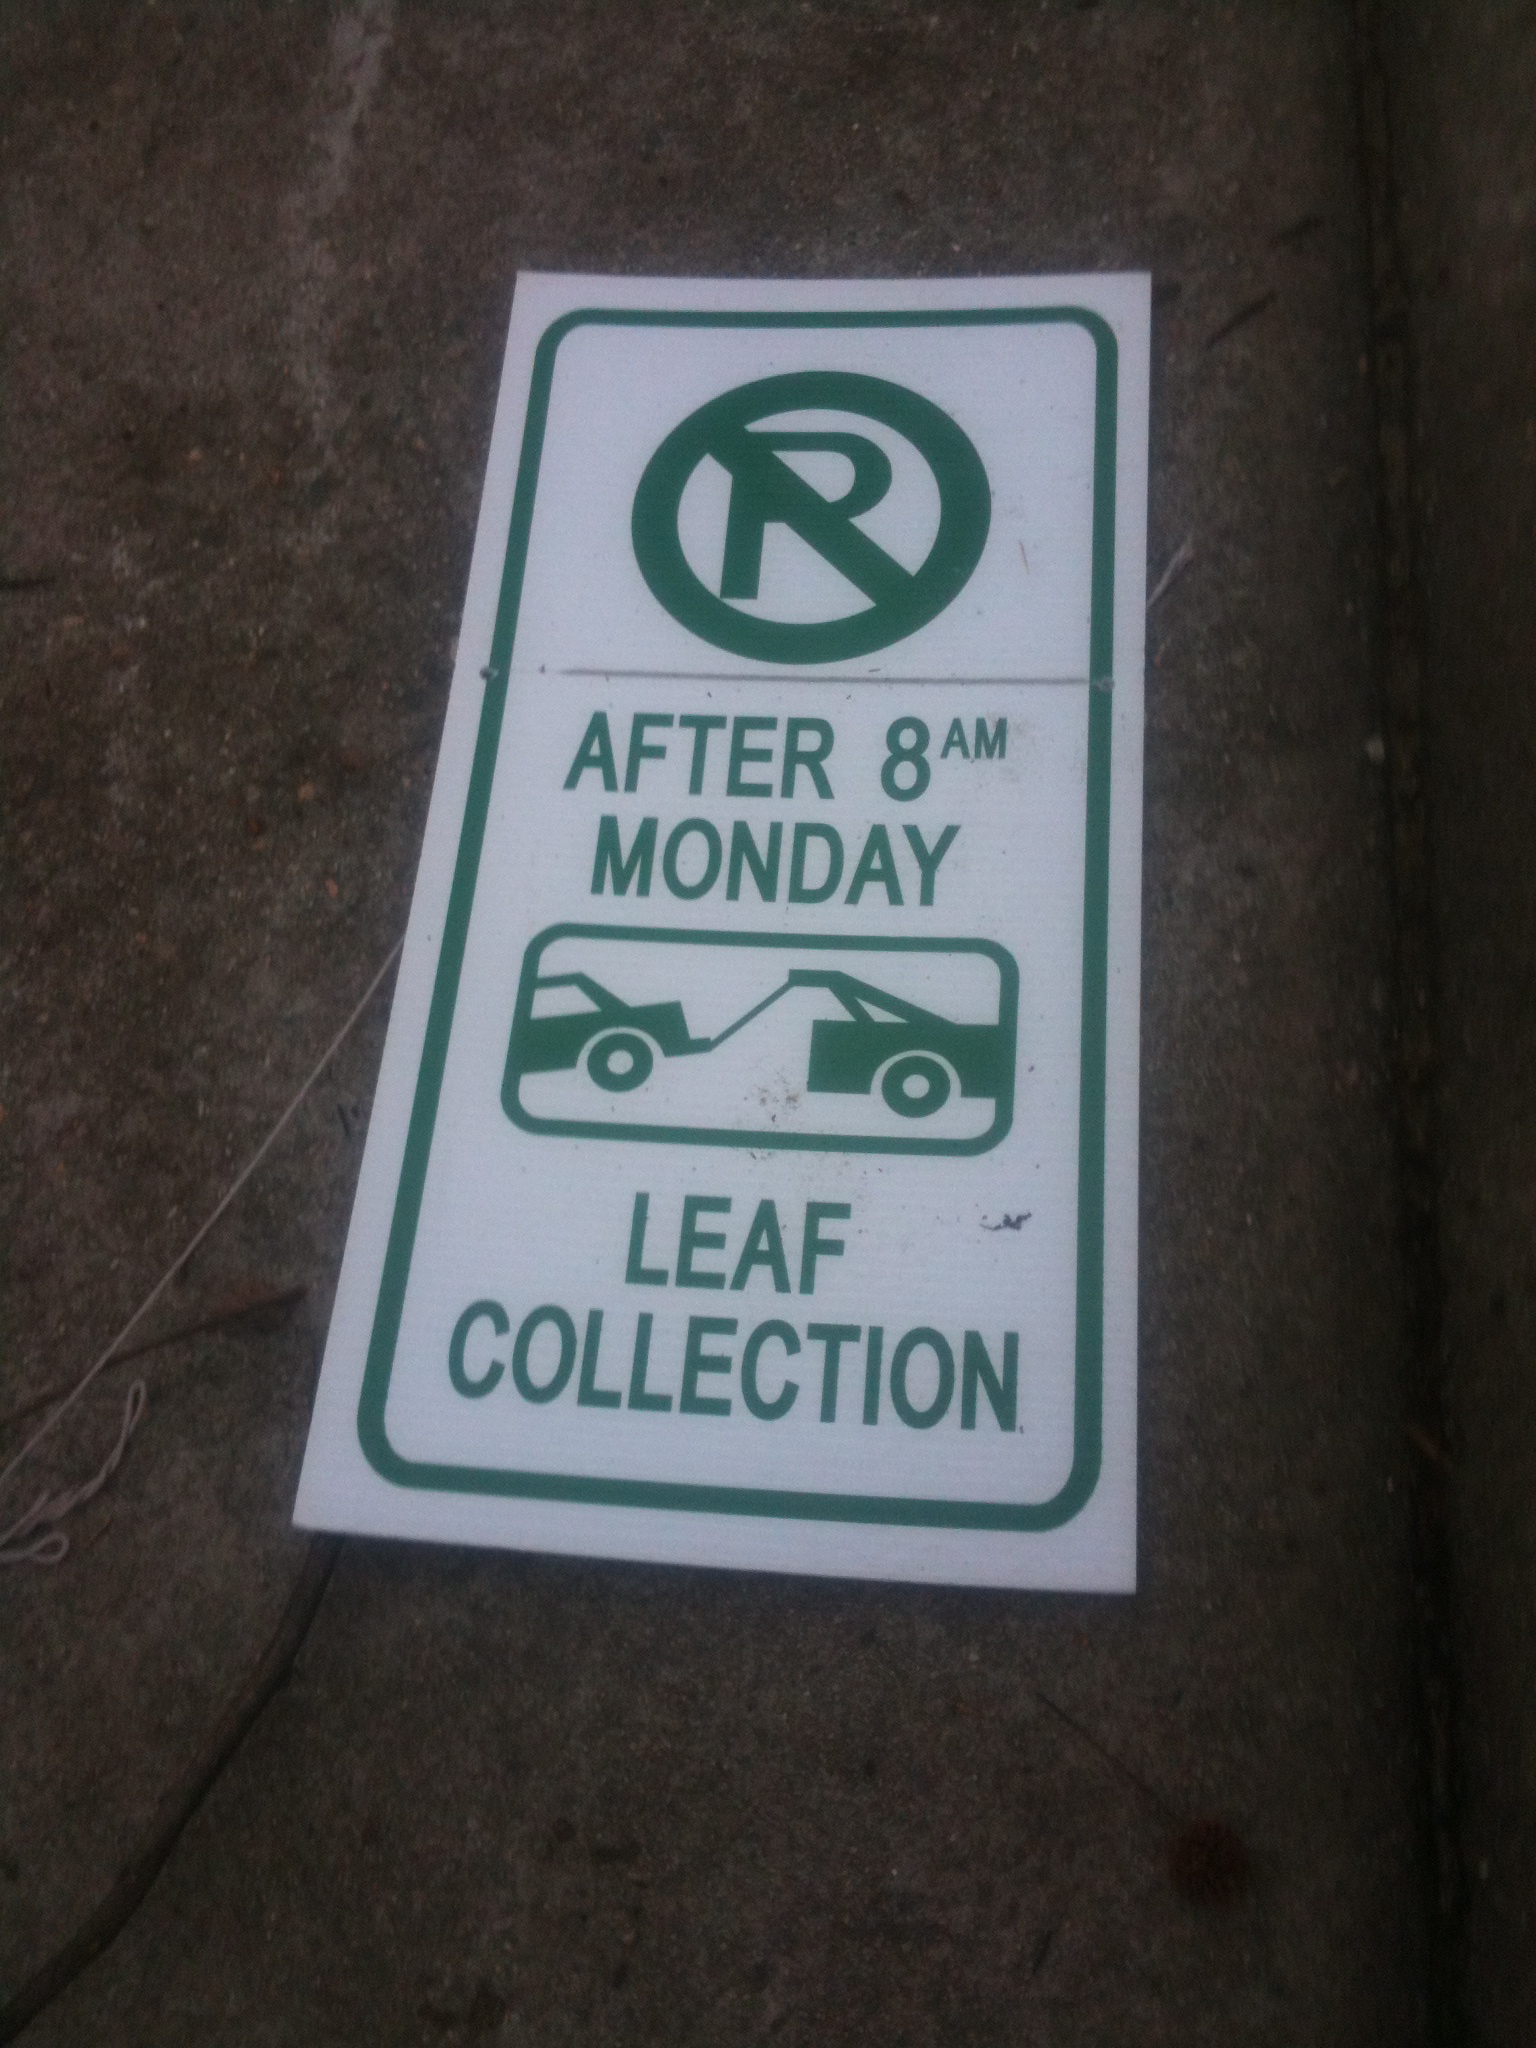 P
AFTER 8AM
MONDAY
LEAF
COLLECTION